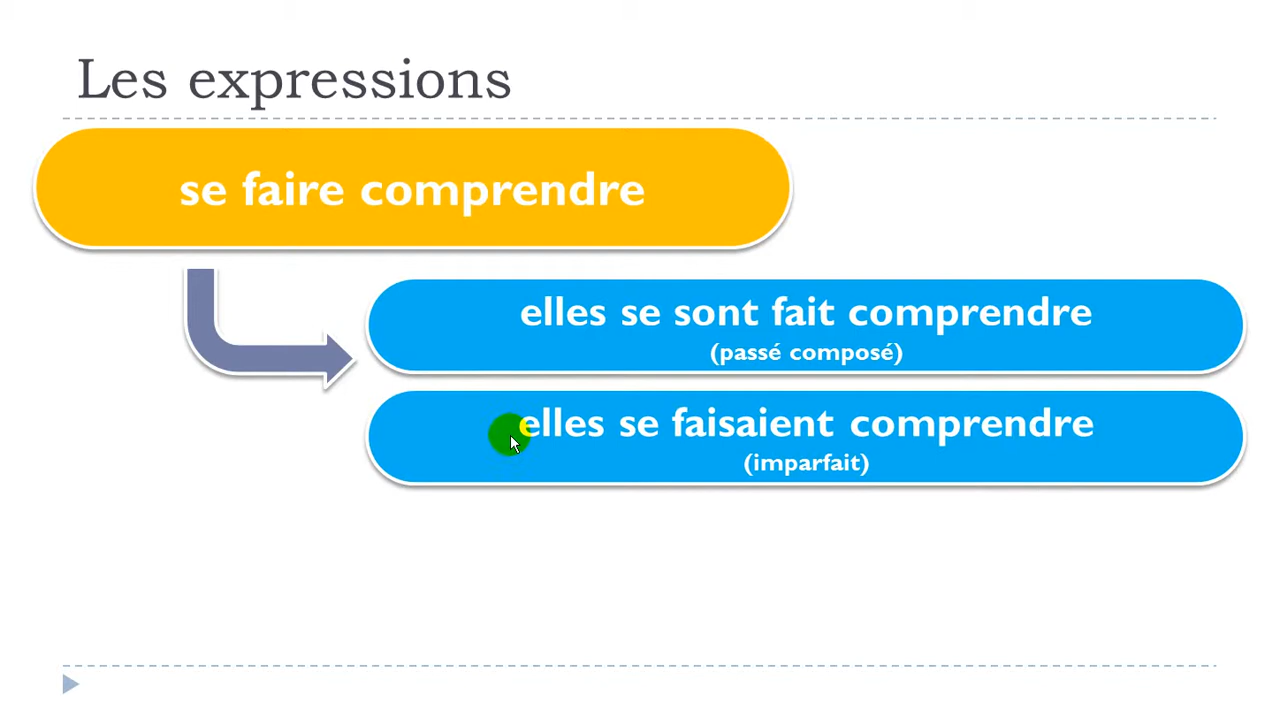 Les expressions
se faire comprendre
elles se sont fait comprendre
(passé composé)
elles se faisaient comprendre
(imparfait)